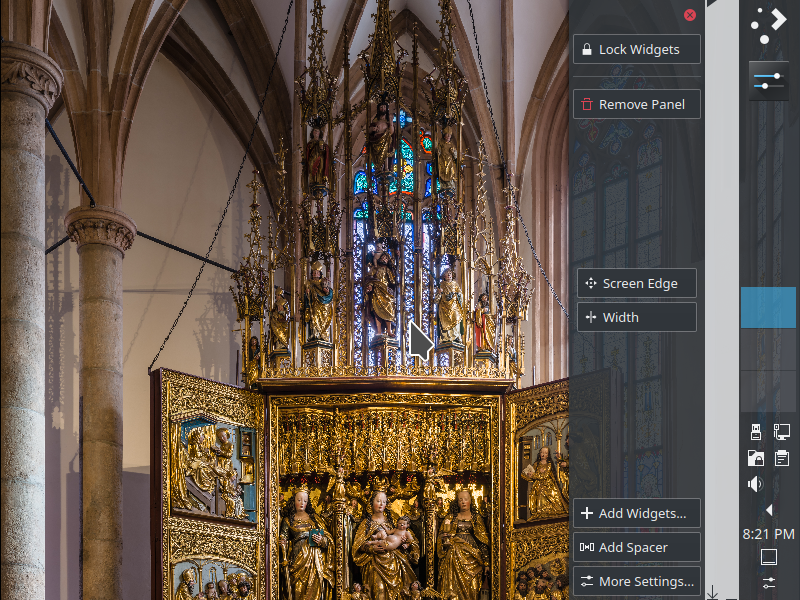 Lock Widgets
Remove Panel
Screen Edge
Width
Add Widgets...
Add Spacer
More Settings...
8:21 PM